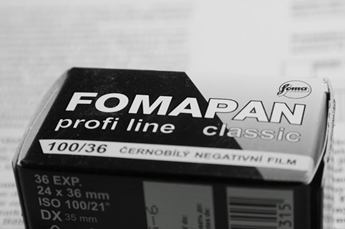 foma
FOMAPAN
profi line classic
100/36 ČERNOBÍLÝ NEGATIVNÍ FILM
36 EXP.
24 x 36 mm
ISO 100/21°
DX 35 mm